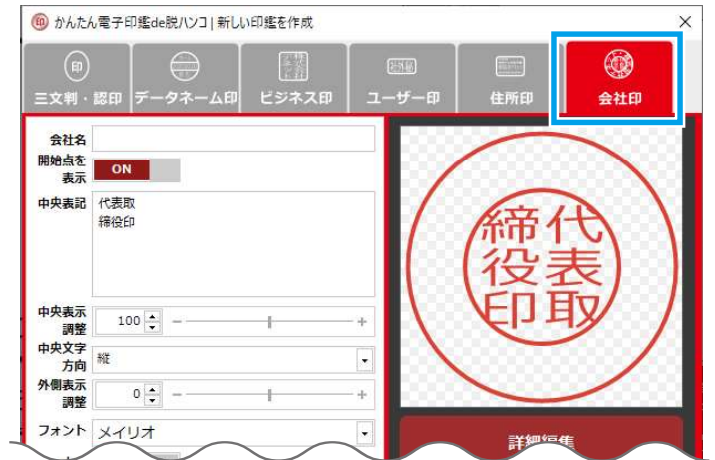 かんたん電子印鑑de脱ハンコ | 新しい印鑑を作成
印
三文判・認印
データネーム印
ビジネス印
社外秘
ユーザー印
住所印
会社印
会社名
開始点を
表示
ON
中央表記
代表取
締役印
中央表示
調整
100
中央文字
方向
縦
外側表示
調整
0
フォント
メイリオ
代表取
締役印
詳細編集